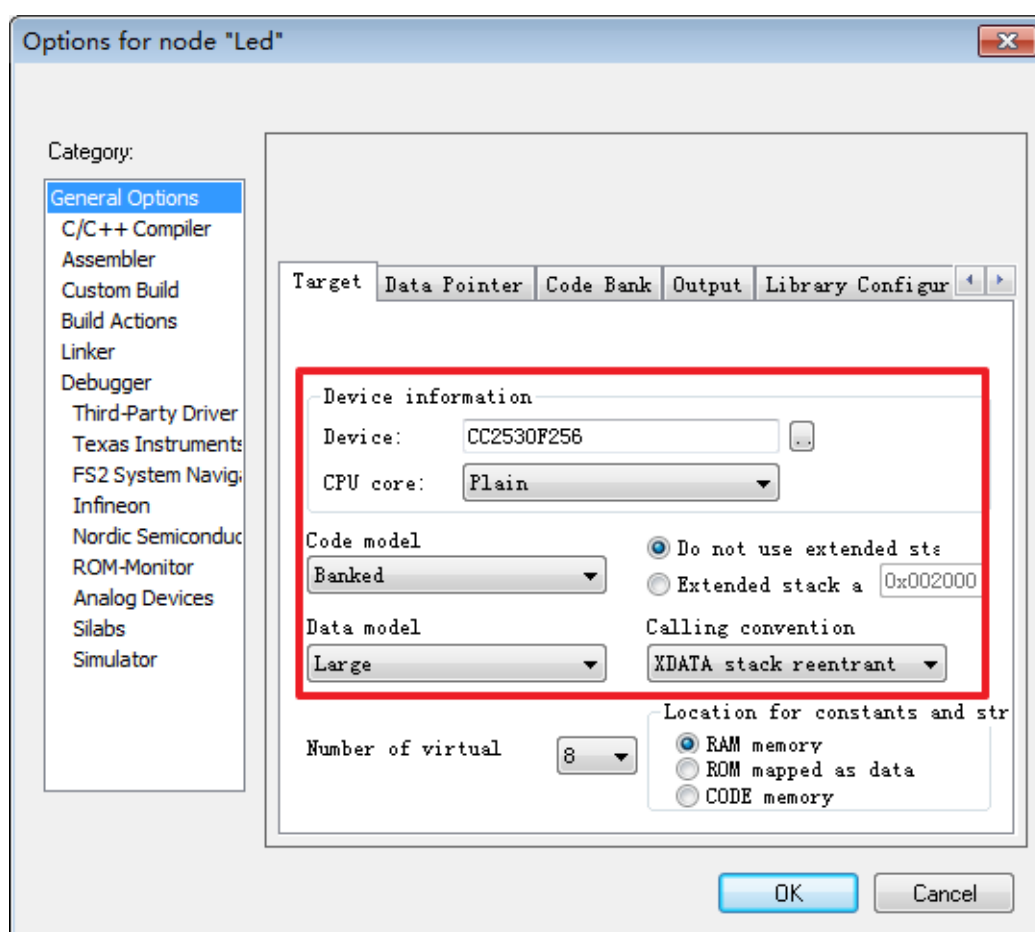 Options for node "Led"
Category:
General Options
C/C++ Compiler
Assembler
Custom Build
Build Actions
Linker
Debugger
Third-Party Driver
Texas Instruments
FS2 System Naviga
Infineon
Nordic Semiconduc
ROM-Monitor
Analog Devices
Silabs
Simulator
Target Data Pointer Code Bank Output Library Configur
Device information
Device: CC2530F256 ..
CPU core: Plain
Code model
Banked
Do not use extended sta
Extended stack a 0x002000
Data model
Large
Calling convention
XDATA stack reentrant
Number of virtual 8
Location for constants and str
RAM memory
ROM mapped as data
CODE memory
OK Cancel